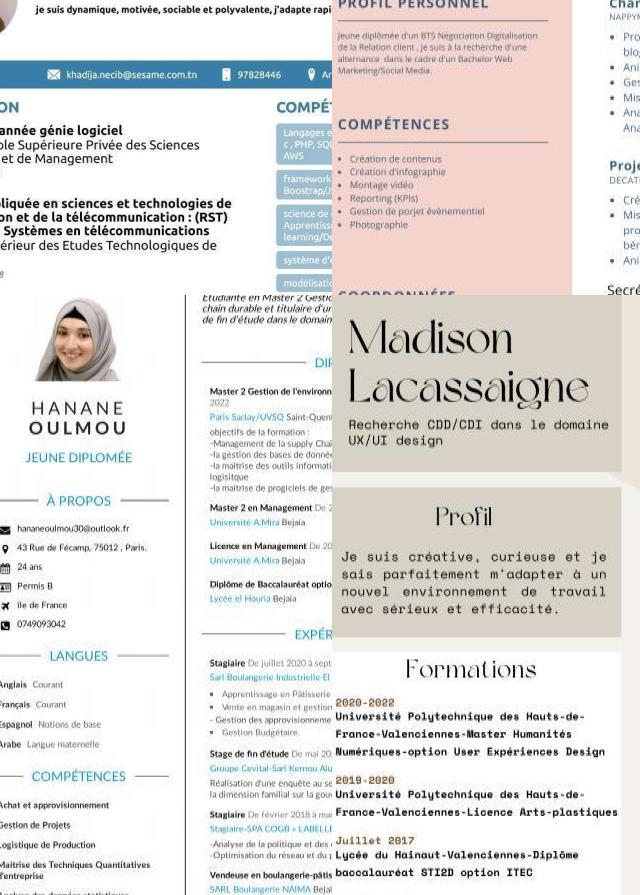 je suis dynamique, motivée, sociable et polyvalente, j'adapte rapi
khadija.necib@sesame.com.tn 97828446
ON
année génie logiciel
ole Supérieure Privée des Sciences
et de Management
liquée en sciences et technologies de
on et de la télécommunication : (RST)
Systèmes en télécommunications
érieur des Etudes Technologiques de
COMPÉT
Langages e
c , PHP, SQL
AWS
framework
Boostrap/J
science de
Apprentiss
learning/De
système d'e
modélisatio
PROFIL PERSONNEL
Jeune diplômée d'un BTS Négociation Digitalisation
de la Relation client , je suis à la recherche d'une
alternance dans le cadre d'un Bachelor Web
Marketing/Social Media.
COMPÉTENCES
Création de contenus
Création d'infographie
Montage vidéo
Reporting (KPIs)
Gestion de porjet évènementiel
Photographie
COORDONNÉES
Char
NAPPYM
Pro
blog
Ani
Ges
Mis
Ana
Ana
Proje
DECATH
Cré
Mis
pro
bér
Ani
Secré
HANANE
OULMOU
JEUNE DIPLOMÉE
À PROPOS
hananeoulmou30@outlook.fr
43 Rue de Fécamp, 75012 , Paris.
24 ans
Permis B
île de France
0749093042
LANGUES
Anglais Courant
Français Courant
Espagnol Notions de base
Arabe Langue maternelle
COMPÉTENCES
Achat et approvisionnement
Gestion de Projets
Logistique de Production
Maitrise des Techniques Quantitatives
d'entreprise
Etudiante en Master 2 Gestio
chain durable et titulaire d'ur
de fin d'étude dans le domain
DIP
Master 2 Gestion de l'environn
2022
Paris Saclay/UVSQ Saint-Quent
objectifs de la formation :
-Management de la supply Chai
-la gestion des bases de donnée
-la maitrise des outils informati
logisitque
-la maitrise de progiciels de ges
Master 2 en Management De 2
Université A.Mira Bejaia
Licence en Management De 20
Université A.Mira Bejaia
Diplôme de Baccalauréat optio
Lycée el Houria Bejaia
EXPÉR
Stagiaire De juillet 2020 à sept
Sarl Boulangerie Industrielle El
Apprentissage en Pâtisserie
Vente en magasin et gestion
- Gestion des approvisionneme
Gestion Budgétaire.
Stage de fin d'étude De mai 20
Groupe Cevital-Sarl Kernou Alu
Réalisation d'une enquête au se
la dimension familial sur la gouv
Stagiaire De février 2018 à mar
Stagiaire-SPA COGB « LABELLE
-Analyse de la politique et des
-Optimisation du réseau et du p
Vendeuse en boulangerie-pâtis
SARL Boulangerie NAIMA Bejai
Madison
Lacassaigne
Recherche CDD/CDI dans le domaine
UX/UI design
Profil
Je suis créative, curieuse et je
sais parfaitement m'adapter à un
nouvel environnement de travail
avec sérieux et efficacité.
Formations
2020-2022
Université Polytechnique des Hauts-de-
France-Valenciennes-Master Humanités
Numériques-option User Expériences Design
2019-2020
Université Polytechnique des Hauts-de-
France-Valenciennes-Licence Arts-plastiques
Juillet 2017
Lycée du Hainaut-Valenciennes-Diplôme
baccalauréat STI2D option ITEC